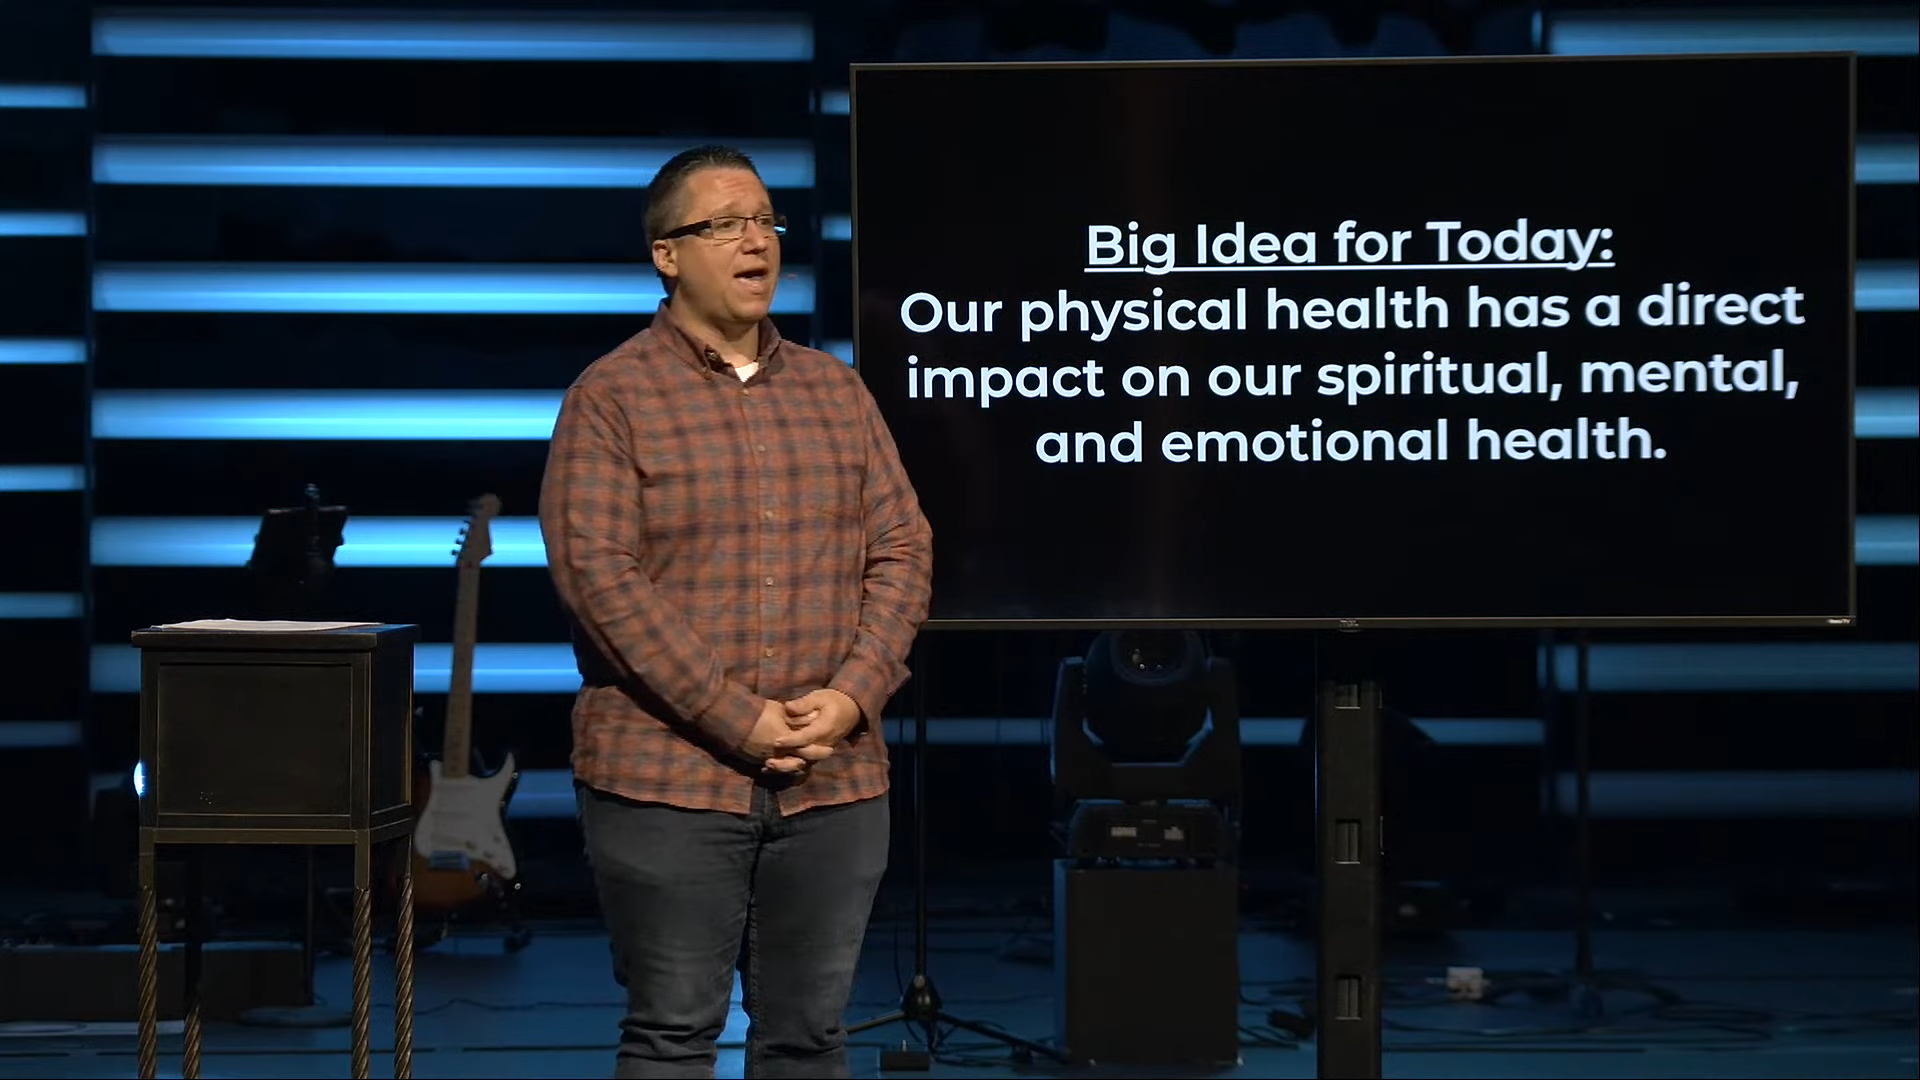 Big Idea for Today:
Our physical health has a direct
impact on our spiritual, mental,
and emotional health.